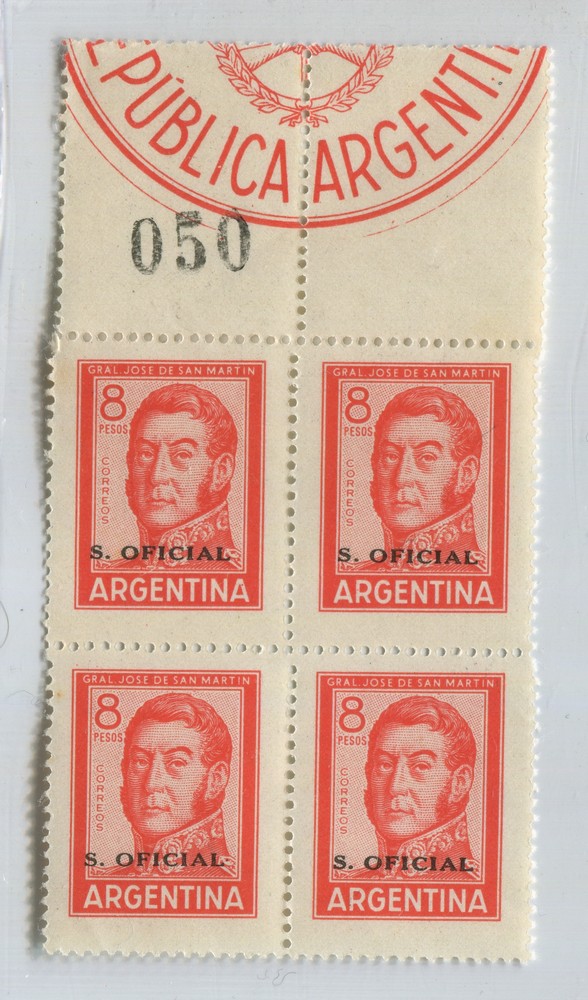 EPÚBLICA ARGENTI
050
GRAL. JOSE DE SAN MARTIN
8
PESOS
CORREOS
S. OFICIAL
ARGENTINA
GRAL. JOSE DE SAN MARTIN
8
PESOS
CORREOS
S. OFICIAL
ARGENTINA
GRAL. JOSE DE SAN MARTIN
8
PESOS
CORREOS
S. OFICIAL
ARGENTINA
GRAL. JOSE DE SAN MARTIN
8
PESOS
CORREOS
S. OFICIAL
ARGENTINA